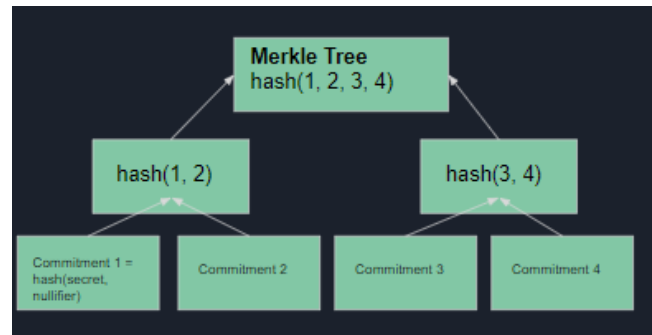 Merkle Tree
hash(1, 2, 3, 4)
hash(1, 2)
hash(3, 4)
Commitment 1 =
hash(secret,
nullifier)
Commitment 2
Commitment 3
Commitment 4